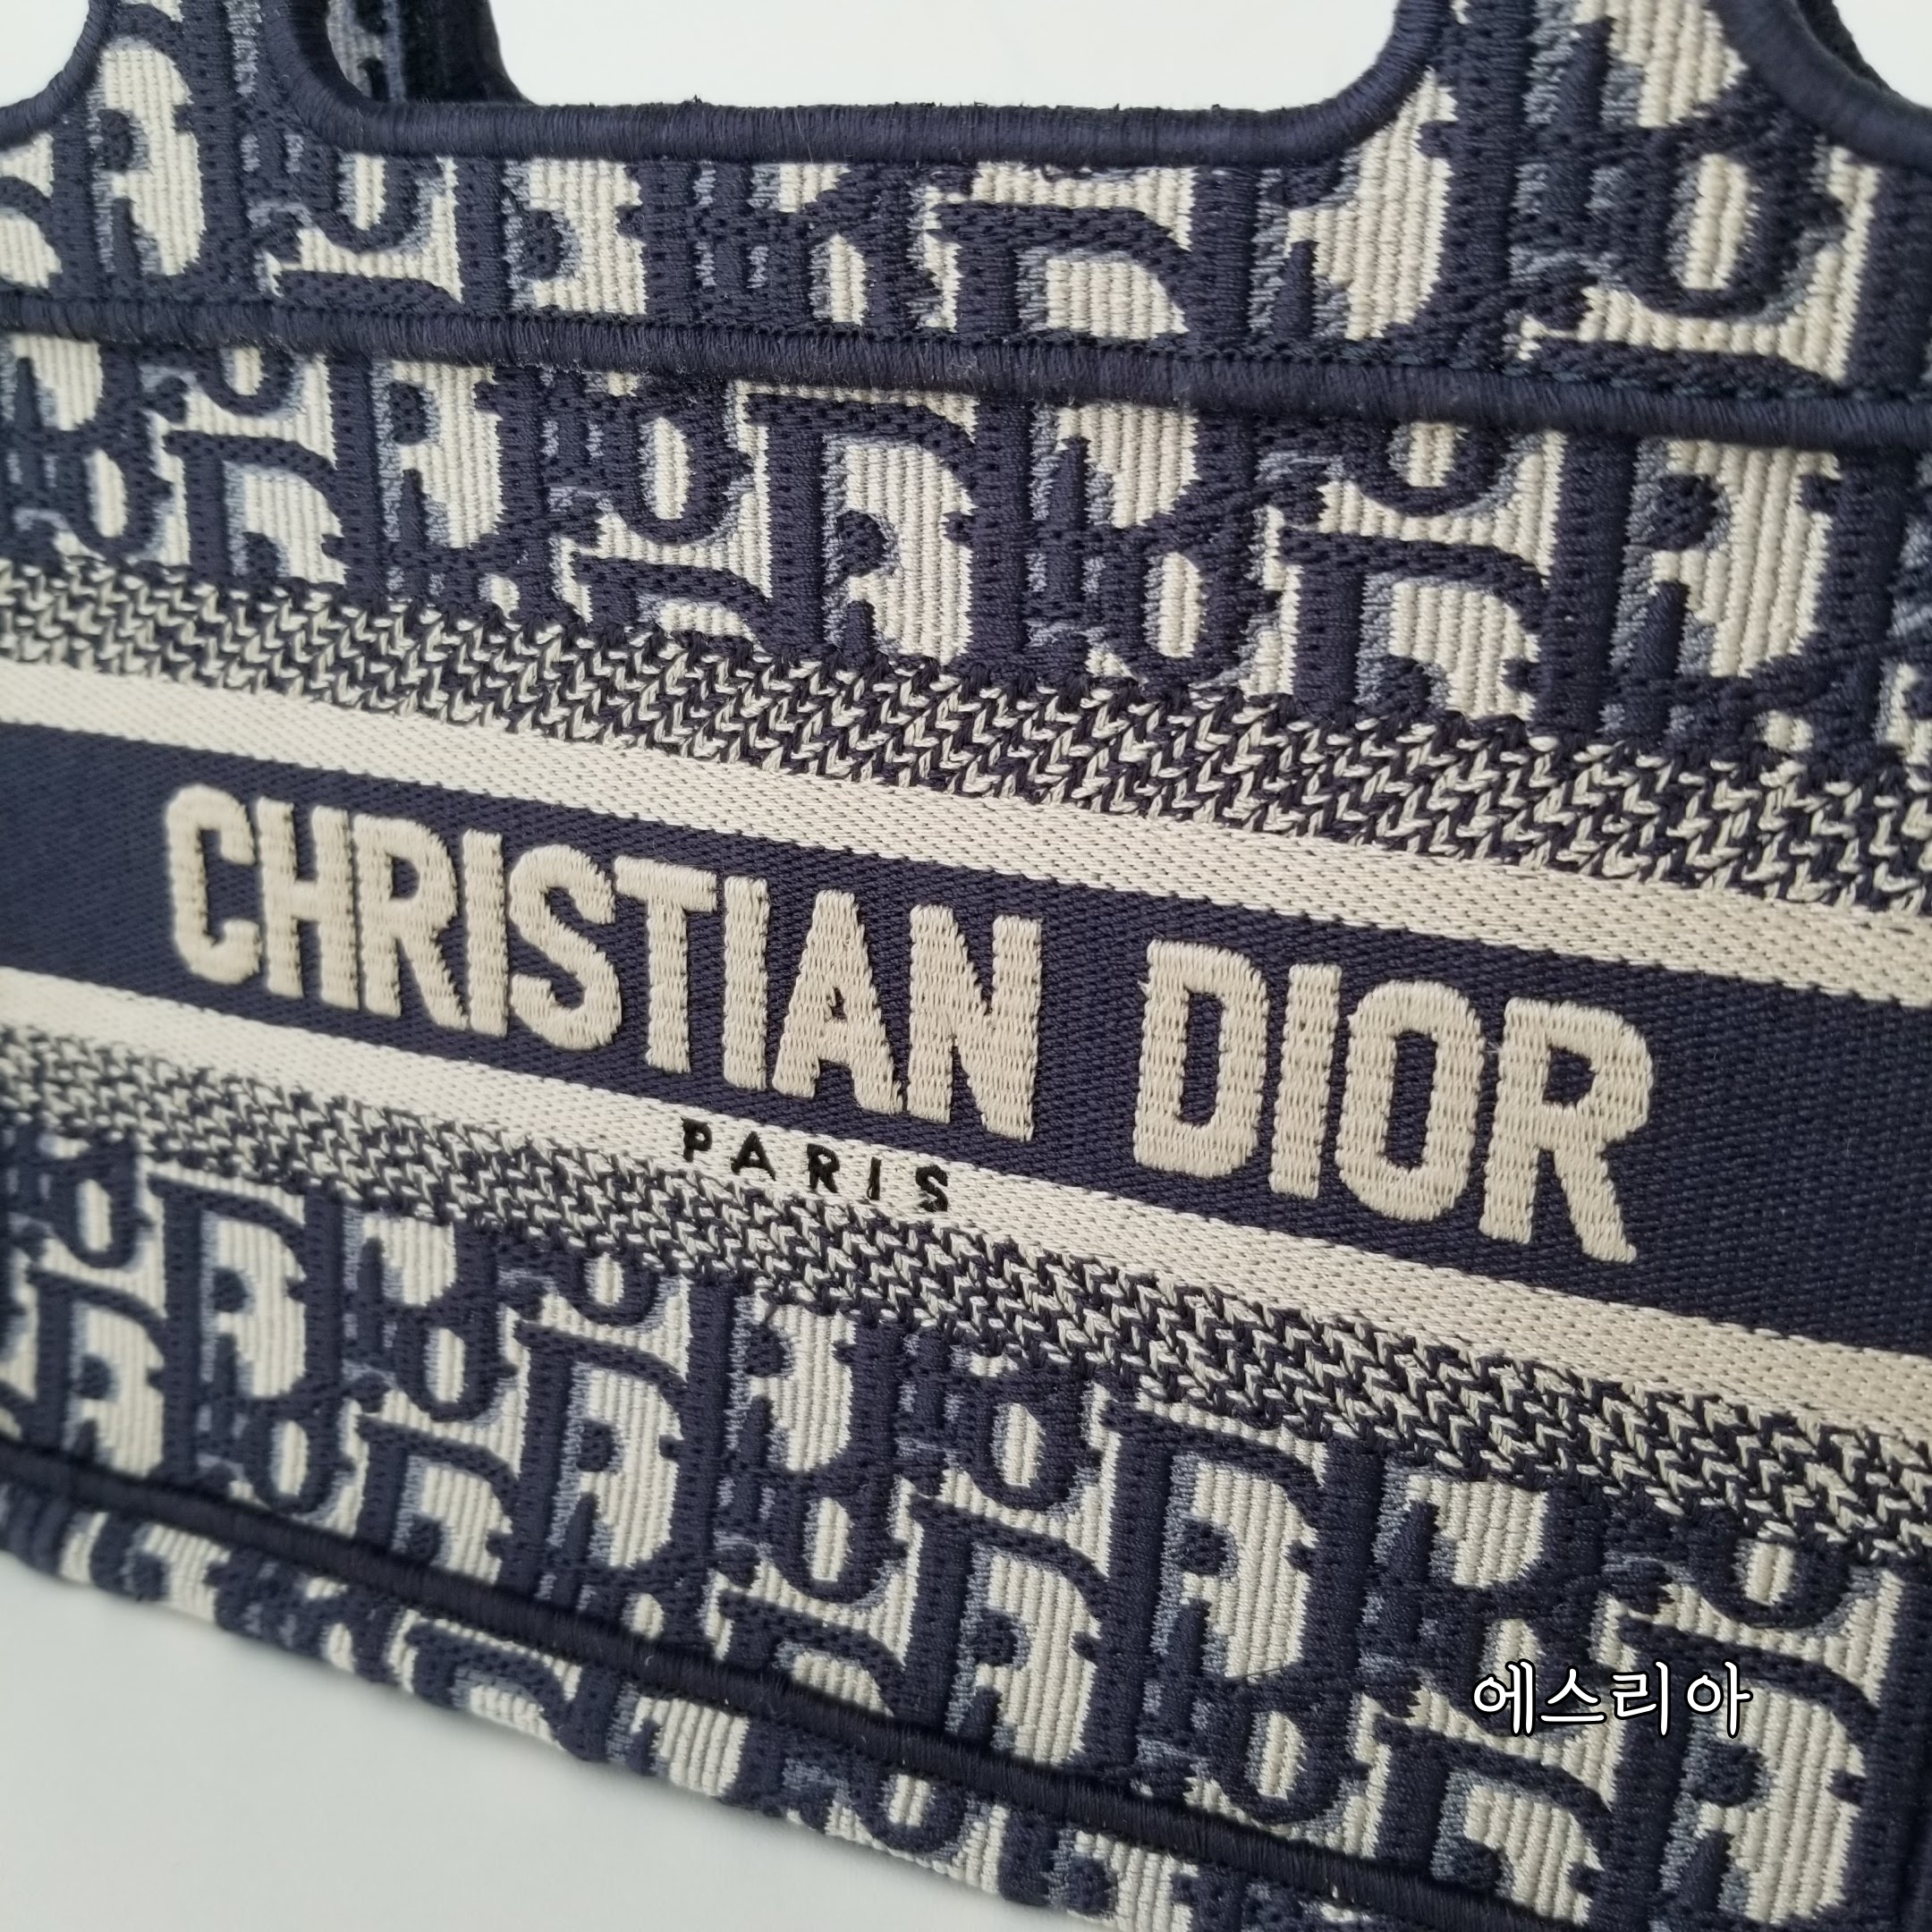 CHRISTIAN DIOR
PARIS
에스리아